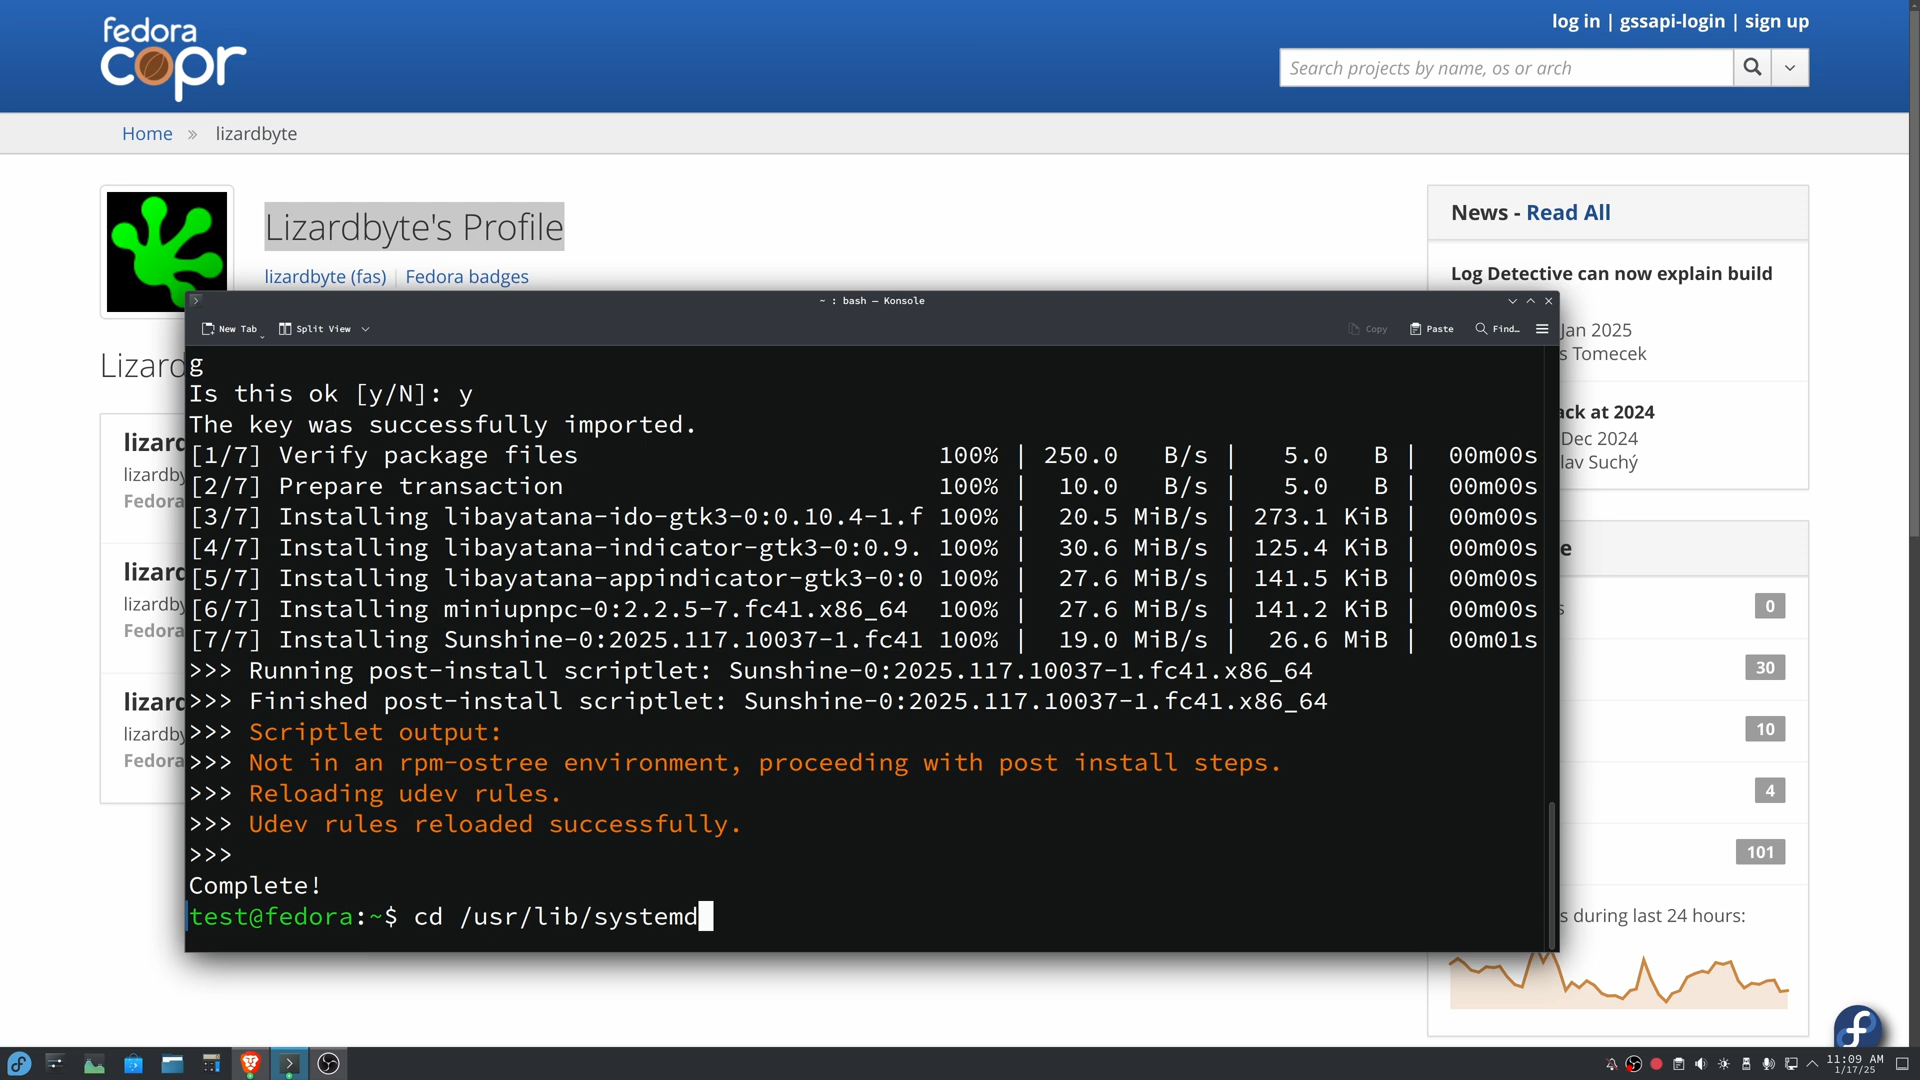 fedora
copr
log in | gssapi-login | sign up
Search projects by name, os or arch
Home » lizardbyte
Lizardbyte's Profile
lizardbyte (fas) | Fedora badges
News - Read All
Log Detective can now explain build
Jan 2025
s Tomecek
ack at 2024
Dec 2024
lav Suchý
e
s
0
30
10
4
101
s during last 24 hours:
Lizard
lizard
lizardby
Fedora
lizard
lizardby
Fedora
lizard
lizardby
Fedora
~ : bash — Konsole
New Tab
Split View
Copy
Paste
Find...
g
Is this ok [y/N]: y
The key was successfully imported.
[1/7] Verify package files 100% | 250.0 B/s | 5.0 B | 00m00s
[2/7] Prepare transaction 100% | 10.0 B/s | 5.0 B | 00m00s
[3/7] Installing libayatana-ido-gtk3-0:0.10.4-1.f 100% | 20.5 MiB/s | 273.1 KiB | 00m00s
[4/7] Installing libayatana-indicator-gtk3-0:0.9. 100% | 30.6 MiB/s | 125.4 KiB | 00m00s
[5/7] Installing libayatana-appindicator-gtk3-0:0 100% | 27.6 MiB/s | 141.5 KiB | 00m00s
[6/7] Installing miniupnpc-0:2.2.5-7.fc41.x86_64 100% | 27.6 MiB/s | 141.2 KiB | 00m00s
[7/7] Installing Sunshine-0:2025.117.10037-1.fc41 100% | 19.0 MiB/s | 26.6 MiB | 00m01s
>>> Running post-install scriptlet: Sunshine-0:2025.117.10037-1.fc41.x86_64
>>> Finished post-install scriptlet: Sunshine-0:2025.117.10037-1.fc41.x86_64
>>> Scriptlet output:
>>> Not in an rpm-ostree environment, proceeding with post install steps.
>>> Reloading udev rules.
>>> Udev rules reloaded successfully.
>>>
Complete!
test@fedora:~$ cd /usr/lib/systemd
11:09 AM
1/17/25